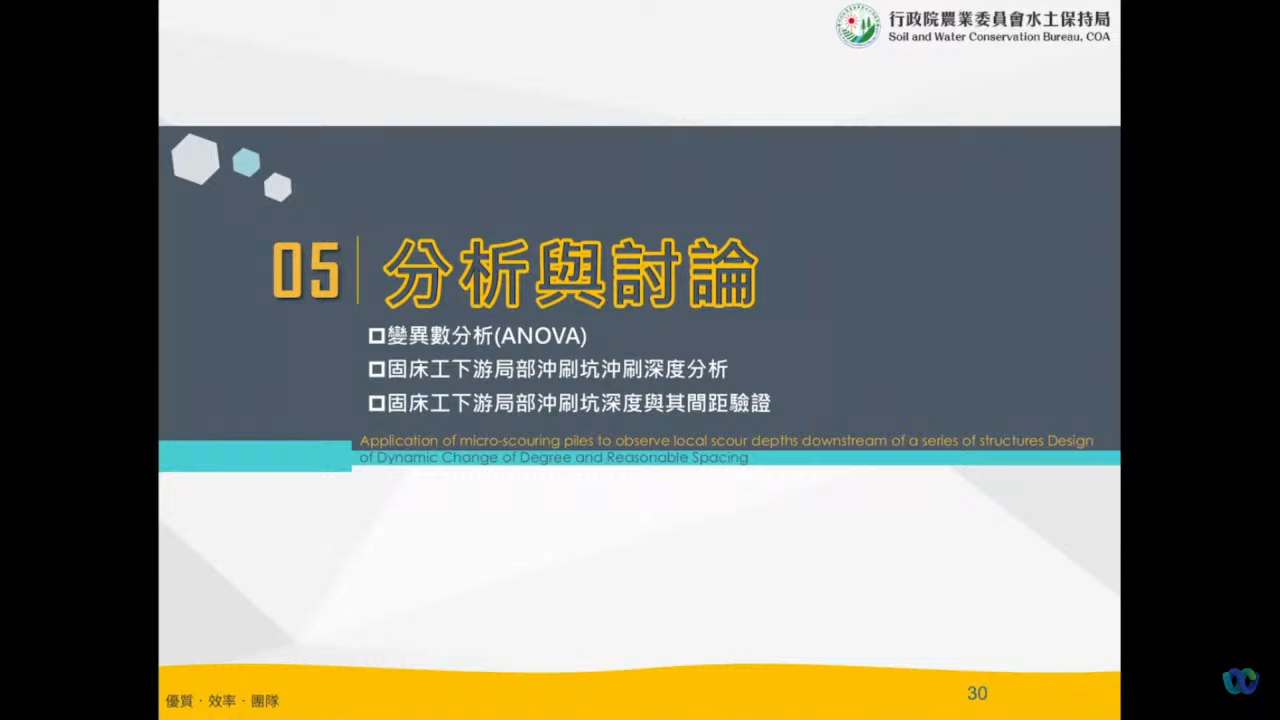 行政院農業委員會水土保持局
Soil and Water Conservation Bureau, COA
05 分析與討論
變異數分析(ANOVA)
固床工下游局部沖刷坑沖刷深度分析
固床工下游局部沖刷坑深度與其間距驗證
Application of micro-scouring piles to observe local scour depths downstream of a series of structures Design
of Dynamic Change of Degree and Reasonable Spacing
優質 · 效率 · 團隊
30